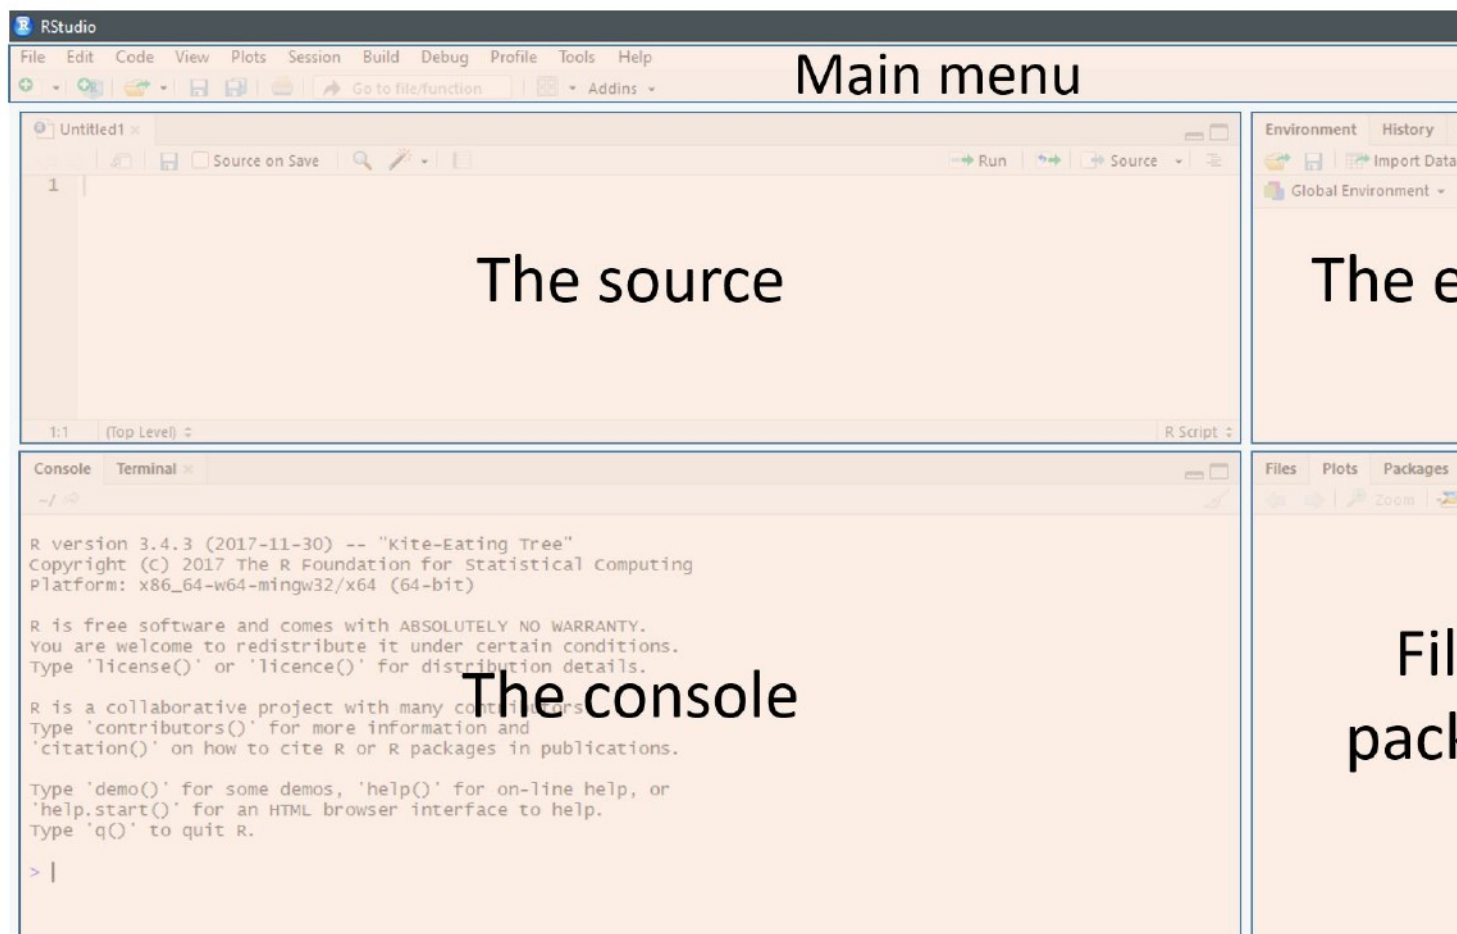 RStudio
File Edit Code View Plots Session Build Debug Profile Tools Help
Go to file/function Addins
Main menu
Untitled1
Source on Save Run Source
1
The source
1:1 (Top Level) R Script
Environment History
Import Data
Global Environment
The e
Console Terminal
~/
R version 3.4.3 (2017-11-30) -- "Kite-Eating Tree"
Copyright (C) 2017 The R Foundation for Statistical Computing
Platform: x86_64-w64-mingw32/x64 (64-bit)
R is free software and comes with ABSOLUTELY NO WARRANTY.
You are welcome to redistribute it under certain conditions.
Type 'license()' or 'licence()' for distribution details.
R is a collaborative project with many contributors
Type 'contributors()' for more information and
'citation()' on how to cite R or R packages in publications.
The console
Type 'demo()' for some demos, 'help()' for on-line help, or
'help.start()' for an HTML browser interface to help.
Type 'q()' to quit R.
>
Files Plots Packages
Zoom
Fil
pack